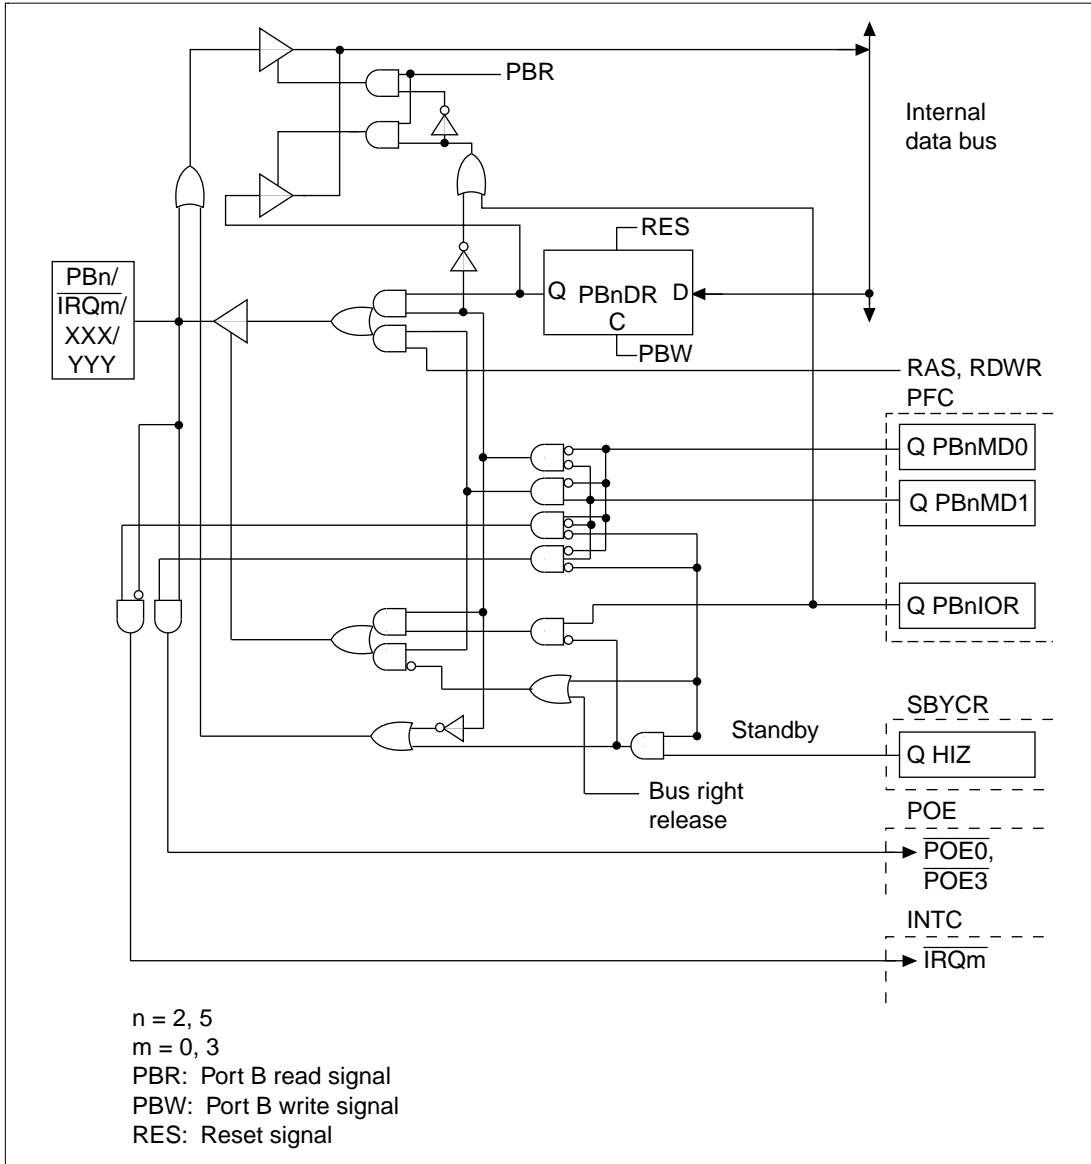 PBR
Internal
data bus
RES
PBn/
IRQm/
XXX/
YYY
Q PBnDR D
C
PBW
RAS, RDWR
PFC
Q PBnMD0
Q PBnMD1
Q PBnIOR
SBYCR
Standby
Q HIZ
Bus right
release
POE
POE0,
POE3
INTC
IRQm
n = 2, 5
m = 0, 3
PBR: Port B read signal
PBW: Port B write signal
RES: Reset signal